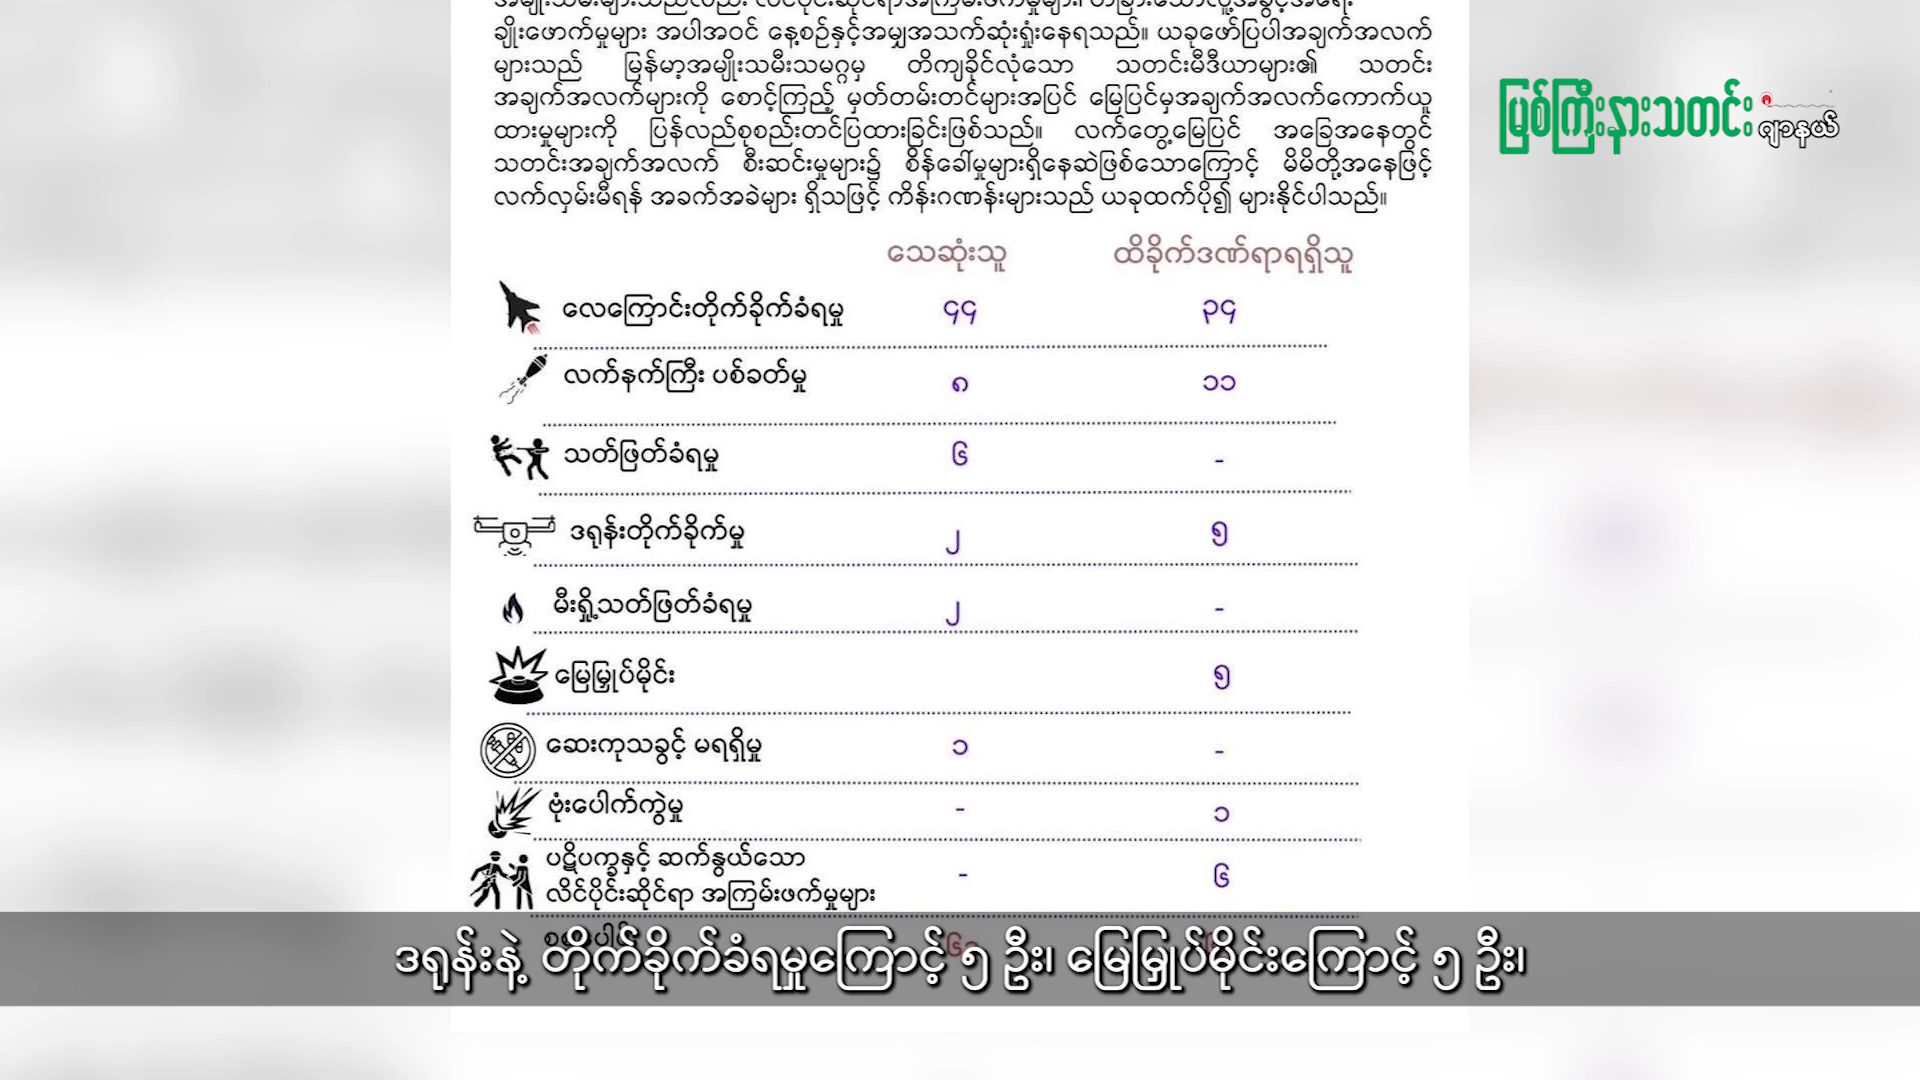 ချိုးဖောက်မှုများ အပါအဝင် နေ့စဉ်နှင့်အမျှအသက်ဆုံးရှုံးနေရသည်။ ယခုဖော်ပြပါအချက်အလက်
များသည် မြန်မာ့အမျိုးသမီးသမဂ္ဂမှ တိကျခိုင်လုံသော သတင်းမီဒီယာများ၏ သတင်း
အချက်အလက်များကို စောင့်ကြည့် မှတ်တမ်းတင်များအပြင် မြေပြင်မှအချက်အလက်ကောက်ယူ
ထားမှုများကို ပြန်လည်စုစည်းတင်ပြထားခြင်းဖြစ်သည်။ လက်တွေ့မြေပြင် အခြေအနေတွင်
သတင်းအချက်အလက် စီးဆင်းမှုများ၌ စိန်ခေါ်မှုများရှိနေဆဲဖြစ်သောကြောင့် မိမိတို့အနေဖြင့်
လက်လှမ်းမီရန် အခက်အခဲများ ရှိသဖြင့် ကိန်းဂဏန်းများသည် ယခုထက်ပို၍ များနိုင်ပါသည်။
မြစ်ကြီးနားသတင်း ဂျာနယ်
သေဆုံးသူ ထိခိုက်ဒဏ်ရာရရှိသူ
လေကြောင်းတိုက်ခိုက်ခံရမှု ၄၄ ၃၄
လက်နက်ကြီး ပစ်ခတ်မှု ၈ ၁၁
သတ်ဖြတ်ခံရမှု ၆ -
ဒရုန်းတိုက်ခိုက်မှု ၂ ၅
မီးရှို့သတ်ဖြတ်ခံရမှု ၂ -
မြေမြှုပ်မိုင်း ၅
ဆေးကုသခွင့် မရရှိမှု ၁ -
ဗုံးပေါက်ကွဲမှု - ၁
ပဋိပက္ခနှင့် ဆက်နွယ်သော
လိင်ပိုင်းဆိုင်ရာ အကြမ်းဖက်မှုများ - ၆
ဒရုန်းနဲ့ တိုက်ခိုက်ခံရမှုကြောင့် ၅ ဦး၊ မြေမြှုပ်မိုင်းကြောင့် ၅ ဦး၊